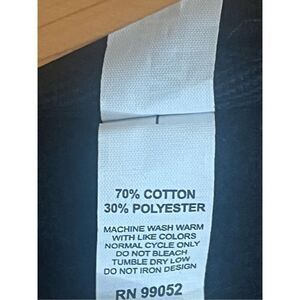 70% COTTON
30% POLYESTER
MACHINE WASH WARM
WITH LIKE COLORS
NORMAL CYCLE ONLY
DO NOT BLEACH
TUMBLE DRY LOW
DO NOT IRON DESIGN
RN 99052